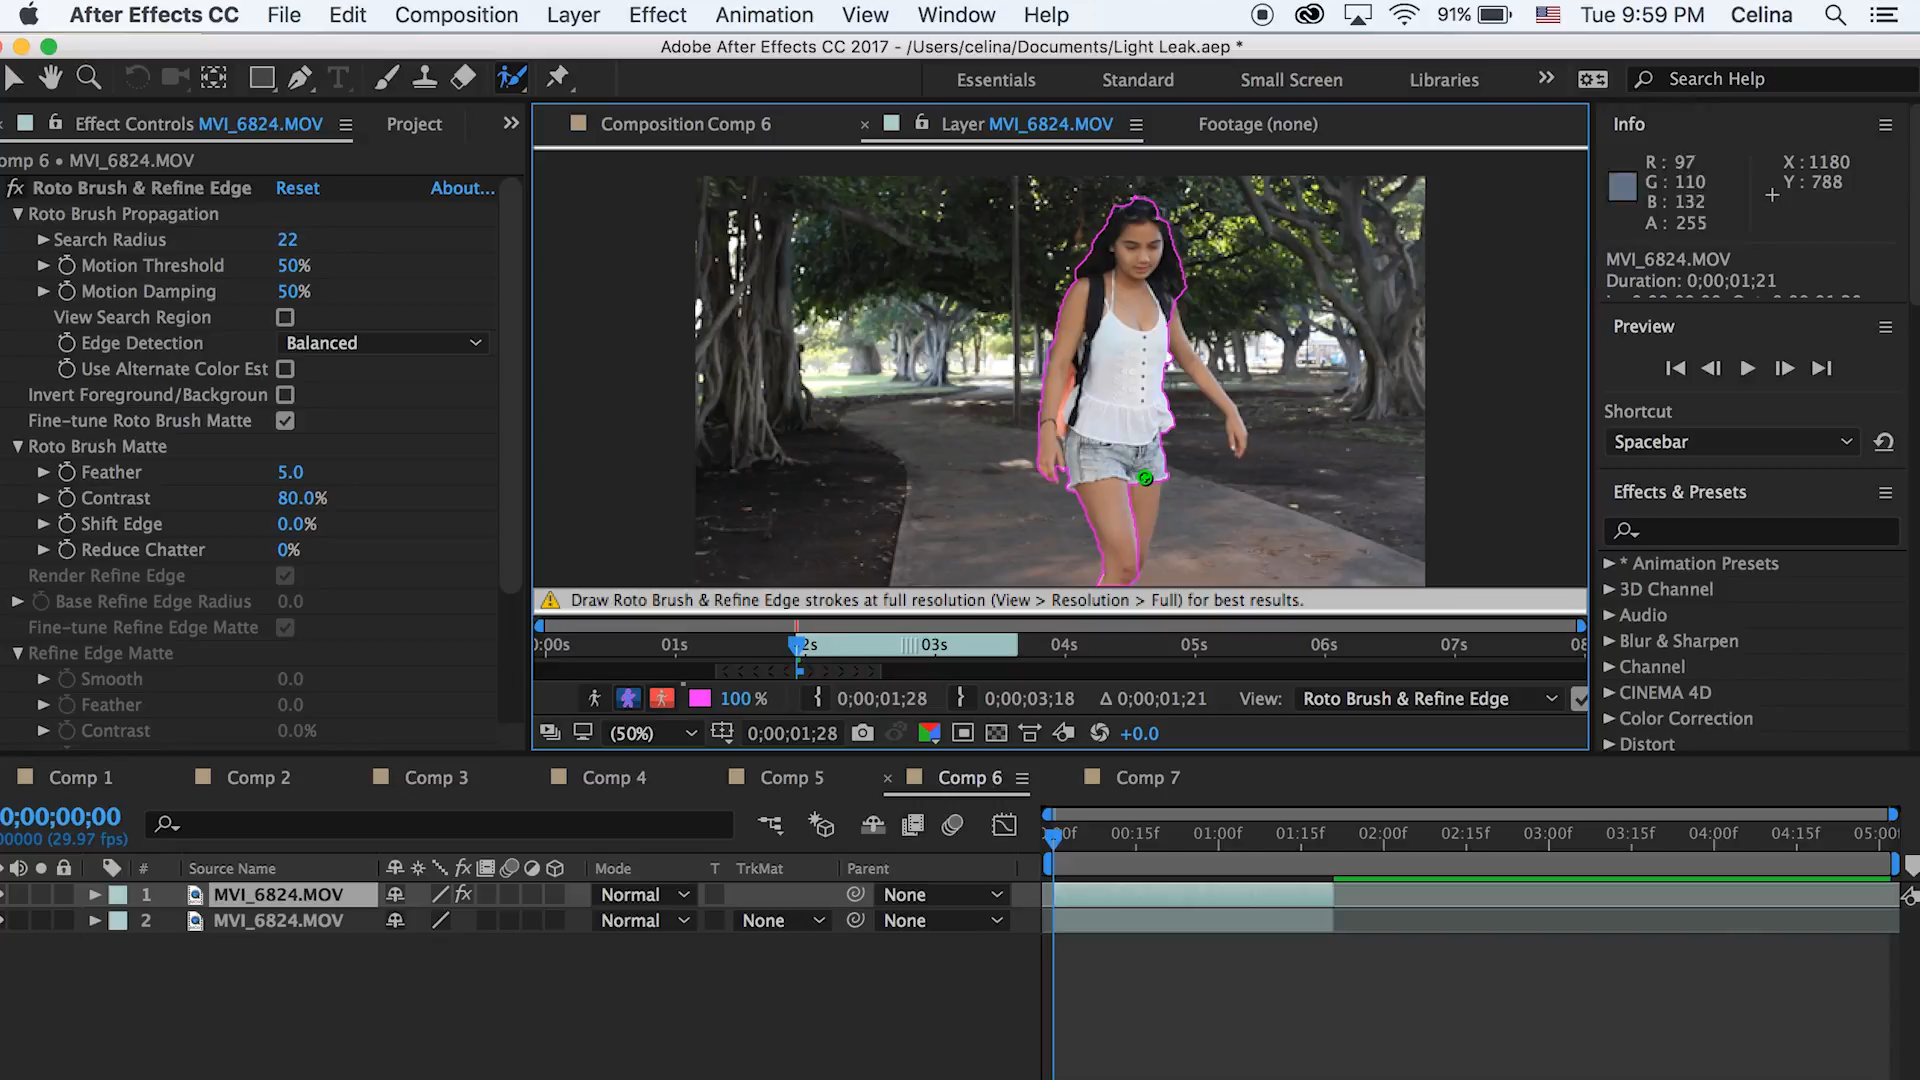 After Effects CC File Edit Composition Layer Effect Animation View Window Help 91% Tue 9:59 PM Celina
Adobe After Effects CC 2017 - /Users/celina/Documents/Light Leak.aep *
T Essentials Standard Small Screen Libraries Search Help
Effect Controls MVI_6824.MOV Project
Composition Comp 6 Layer MVI_6824.MOV Footage (none)
Info
omp 6 • MVI_6824.MOV
fx Roto Brush & Refine Edge Reset About...
Roto Brush Propagation
Search Radius 22
Motion Threshold 50%
Motion Damping 50%
View Search Region
Edge Detection Balanced
Use Alternate Color Est
Invert Foreground/Backgroun
Fine-tune Roto Brush Matte
Roto Brush Matte
Feather 5.0
Contrast 80.0%
Shift Edge 0.0%
Reduce Chatter 0%
Render Refine Edge
Base Refine Edge Radius 0.0
Fine-tune Refine Edge Matte
Refine Edge Matte
Smooth 0.0
Feather 0.0
Contrast 0.0%
Draw Roto Brush & Refine Edge strokes at full resolution (View > Resolution > Full) for best results.
:00s 01s 2s 03s 04s 05s 06s 07s 08
100 % 0;00;01;28 0;00;03;18 Δ 0;00;01;21 View: Roto Brush & Refine Edge
(50%) 0;00;01;28 +0.0
R : 97 X : 1180
G : 110 Y : 788
B : 132
A : 255
MVI_6824.MOV
Duration: 0;00;01;21
Preview
Shortcut
Spacebar
Effects & Presets
* Animation Presets
3D Channel
Audio
Blur & Sharpen
Channel
CINEMA 4D
Color Correction
Distort
Comp 1 Comp 2 Comp 3 Comp 4 Comp 5 Comp 6 Comp 7
0;00;00;00
00000 (29.97 fps)
:00f 00:15f 01:00f 01:15f 02:00f 02:15f 03:00f 03:15f 04:00f 04:15f 05:00
# Source Name fx Mode T TrkMat Parent
1 MVI_6824.MOV fx Normal None
2 MVI_6824.MOV Normal None None